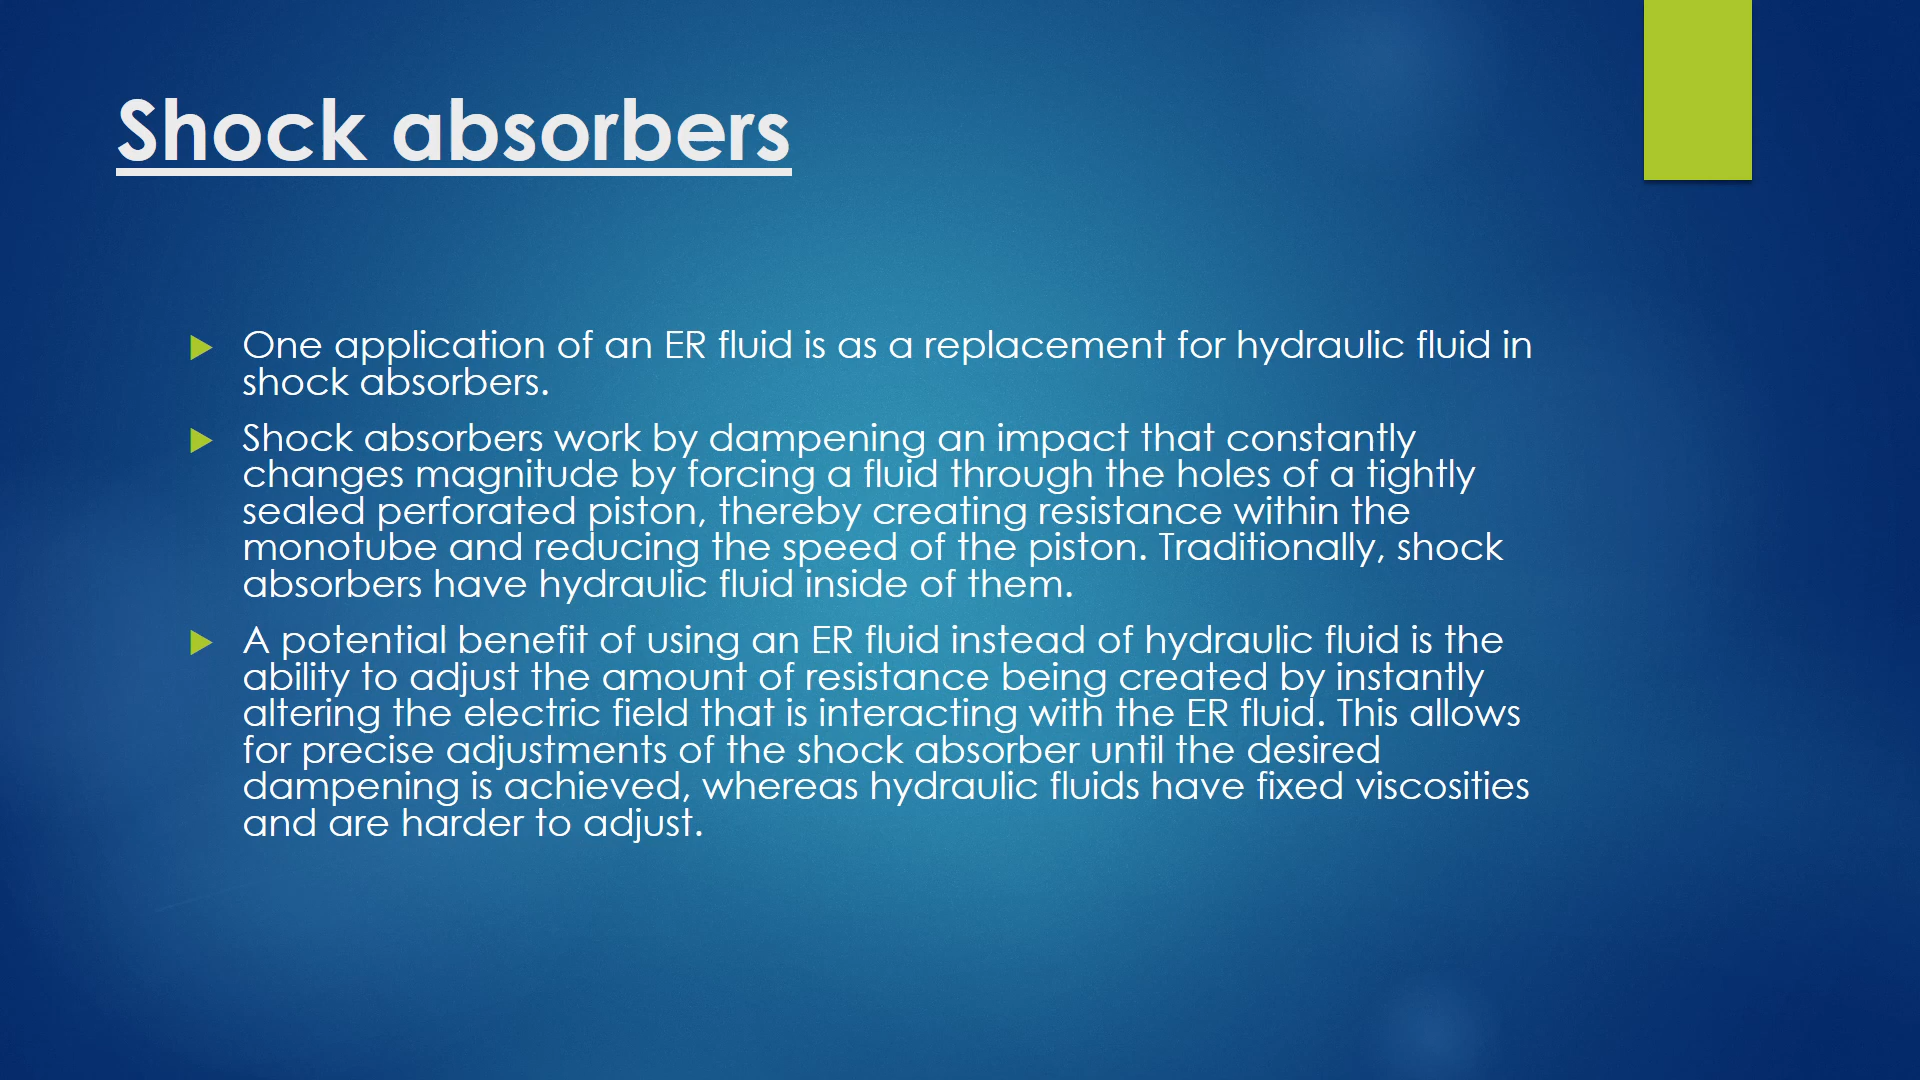 Shock absorbers
One application of an ER fluid is as a replacement for hydraulic fluid in
shock absorbers.
Shock absorbers work by dampening an impact that constantly
changes magnitude by forcing a fluid through the holes of a tightly
sealed perforated piston, thereby creating resistance within the
monotube and reducing the speed of the piston. Traditionally, shock
absorbers have hydraulic fluid inside of them.
A potential benefit of using an ER fluid instead of hydraulic fluid is the
ability to adjust the amount of resistance being created by instantly
altering the electric field that is interacting with the ER fluid. This allows
for precise adjustments of the shock absorber until the desired
dampening is achieved, whereas hydraulic fluids have fixed viscosities
and are harder to adjust.